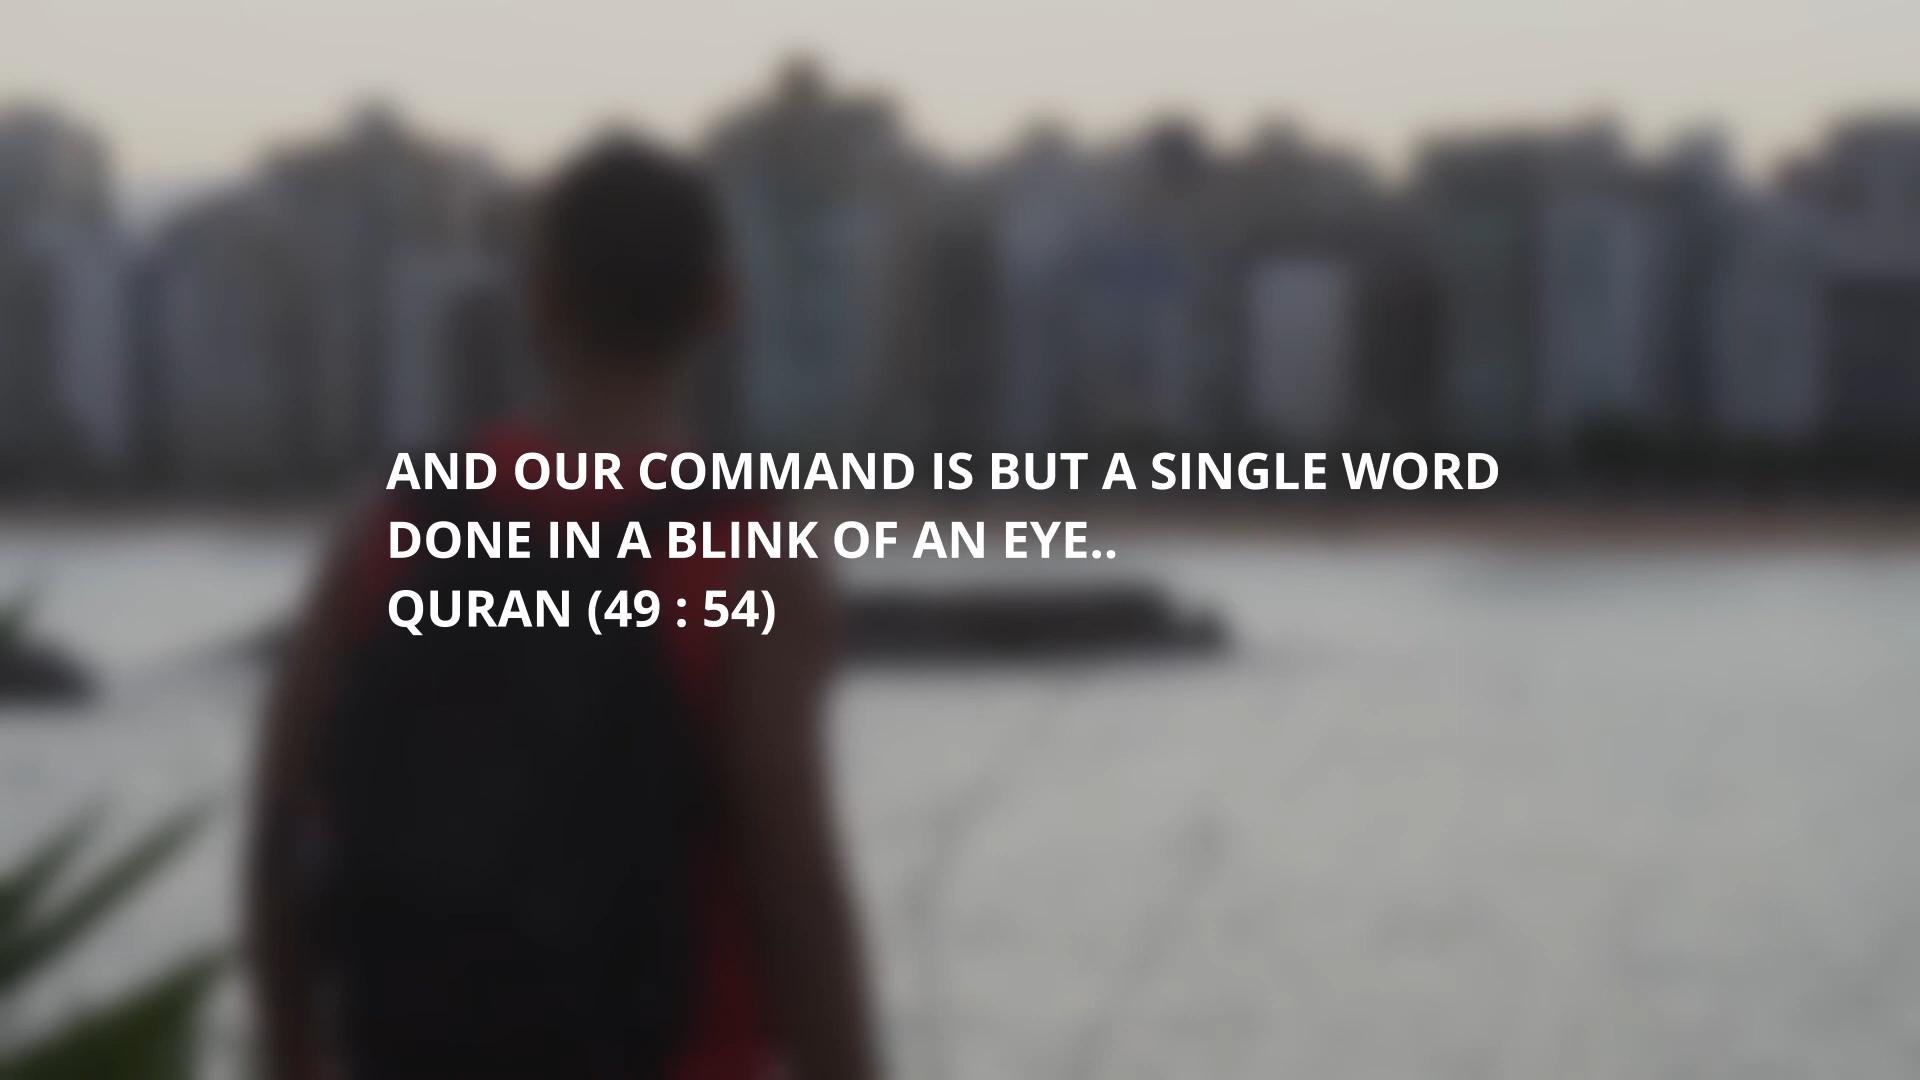 AND OUR COMMAND IS BUT A SINGLE WORD
DONE IN A BLINK OF AN EYE..
QURAN (49 : 54)